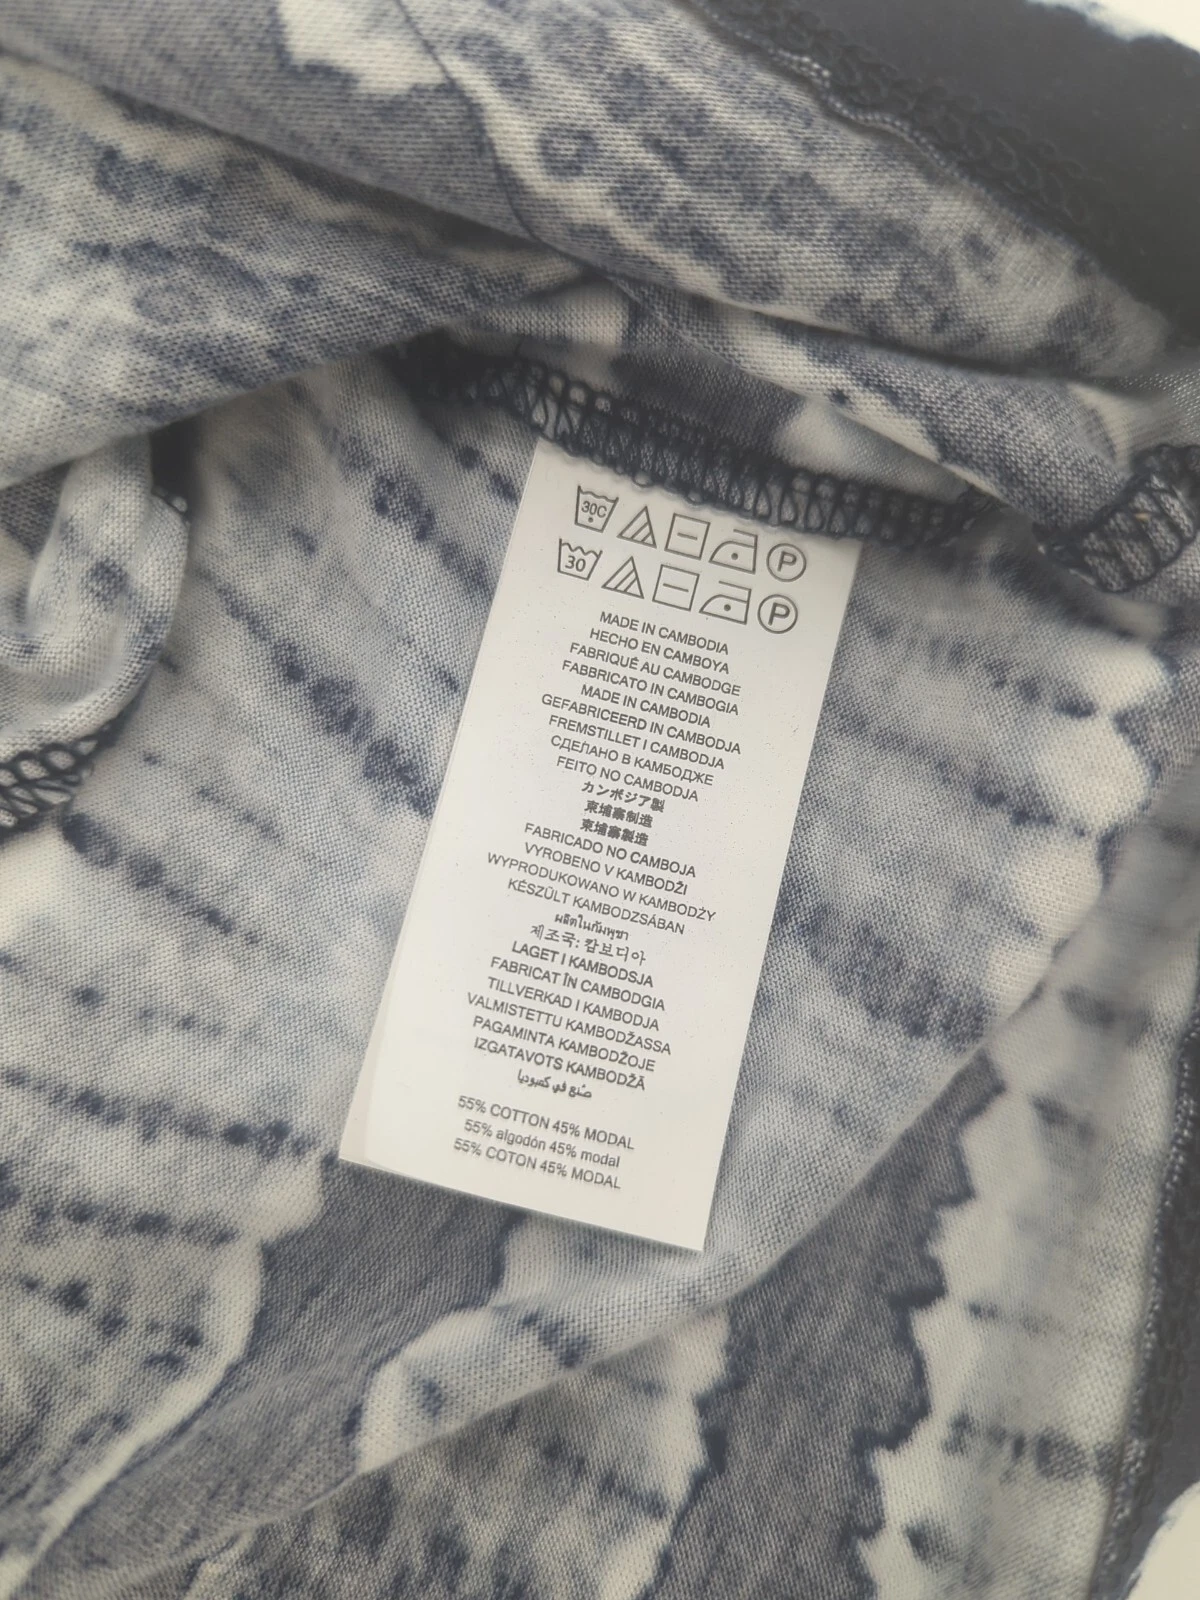 30C P
30 P
MADE IN CAMBODIA
HECHO EN CAMBOYA
FABRIQUÉ AU CAMBODGE
FABBRICATO IN CAMBOGIA
MADE IN CAMBODIA
GEFABRICEERD IN CAMBODJA
FREMSTILLET I CAMBODJA
СДЕЛАНО В КАМБОДЖЕ
FEITO NO CAMBODJA
カンボジア製
柬埔寨制造
柬埔寨製造
FABRICADO NO CAMBOJA
VYROBENO V KAMBODŽI
WYPRODUKOWANO W KAMBODŻY
KÉSZÜLT KAMBODZSÁBAN
ผลิตในกัมพูชา
제조국: 캄보디아
LAGET I KAMBODSJA
FABRICAT ÎN CAMBODGIA
TILLVERKAD I KAMBODJA
VALMISTETTU KAMBODŽASSA
PAGAMINTA KAMBODŽOJE
IZGATAVOTS KAMBODŽĀ
صنع في كمبوديا
55% COTTON 45% MODAL
55% algodón 45% modal
55% COTON 45% MODAL